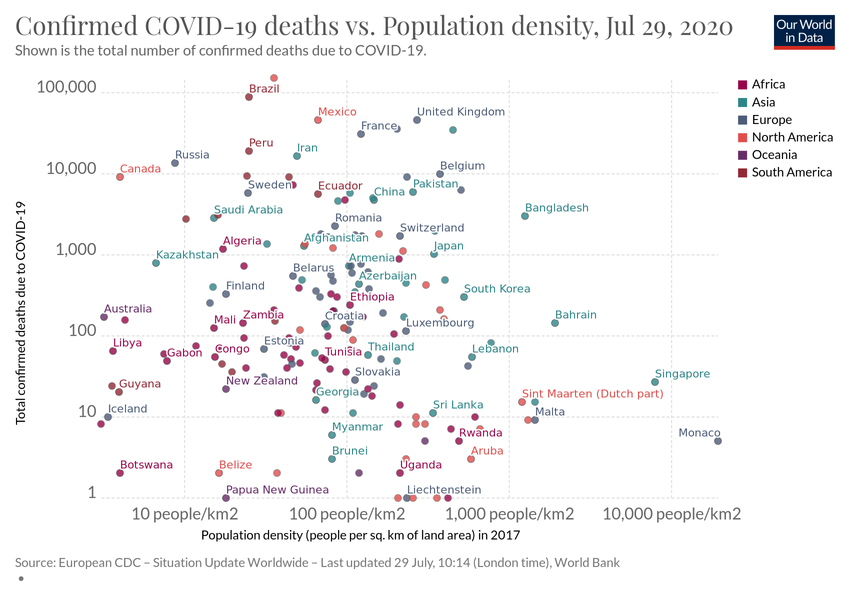 Confirmed COVID-19 deaths vs. Population density, Jul 29, 2020
Shown is the total number of confirmed deaths due to COVID-19.
Our World
in Data
Africa
Asia
Europe
North America
Oceania
South America
Total confirmed deaths due to COVID-19
100,000
10,000
1,000
100
10
1
Brazil
Mexico
United Kingdom
France
Peru
Iran
Russia
Canada
Belgium
Sweden
Ecuador
China
Pakistan
Saudi Arabia
Bangladesh
Romania
Switzerland
Algeria
Afghanistan
Japan
Kazakhstan
Armenia
Belarus
Azerbaijan
Finland
South Korea
Ethiopia
Australia
Mali
Zambia
Croatia
Luxembourg
Bahrain
Libya
Gabon
Congo
Estonia
Tunisia
Thailand
Lebanon
Guyana
New Zealand
Slovakia
Singapore
Georgia
Sint Maarten (Dutch part)
Iceland
Sri Lanka
Malta
Myanmar
Rwanda
Monaco
Brunei
Aruba
Botswana
Belize
Uganda
Papua New Guinea
Liechtenstein
10 people/km2
100 people/km2
1,000 people/km2
10,000 people/km2
Population density (people per sq. km of land area) in 2017
Source: European CDC – Situation Update Worldwide – Last updated 29 July, 10:14 (London time), World Bank